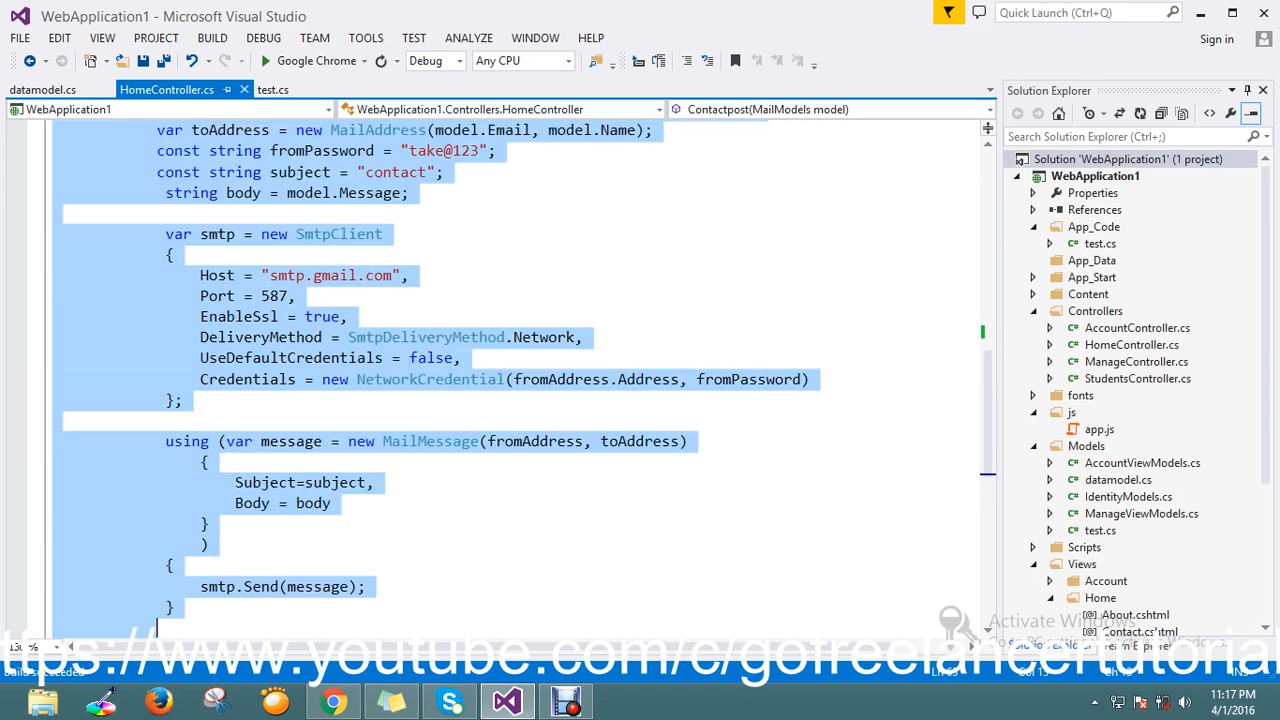 WebApplication1 - Microsoft Visual Studio
Quick Launch (Ctrl+Q)
FILE EDIT VIEW PROJECT BUILD DEBUG TEAM TOOLS TEST ANALYZE WINDOW HELP
Sign in
Google Chrome Debug Any CPU
datamodel.cs HomeController.cs test.cs
WebApplication1 WebApplication1.Controllers.HomeController Contactpost(MailModels model)
var toAddress = new MailAddress(model.Email, model.Name);
const string fromPassword = "take@123";
const string subject = "contact";
string body = model.Message;
var smtp = new SmtpClient
{
Host = "smtp.gmail.com",
Port = 587,
EnableSsl = true,
DeliveryMethod = SmtpDeliveryMethod.Network,
UseDefaultCredentials = false,
Credentials = new NetworkCredential(fromAddress.Address, fromPassword)
};
using (var message = new MailMessage(fromAddress, toAddress)
{
Subject=subject,
Body = body
}
)
{
smtp.Send(message);
}
Solution Explorer
Search Solution Explorer (Ctrl+;)
Solution 'WebApplication1' (1 project)
WebApplication1
Properties
References
App_Code
test.cs
App_Data
App_Start
Content
Controllers
AccountController.cs
HomeController.cs
ManageController.cs
StudentsController.cs
fonts
js
app.js
Models
AccountViewModels.cs
datamodel.cs
IdentityModels.cs
ManageViewModels.cs
test.cs
Scripts
Views
Account
Home
About.cshtml
Contact.cshtml
Activate Windows
ttps://www.youtube.com/c/gofreelancertutoria
Build succeeded
11:17 PM
4/1/2016